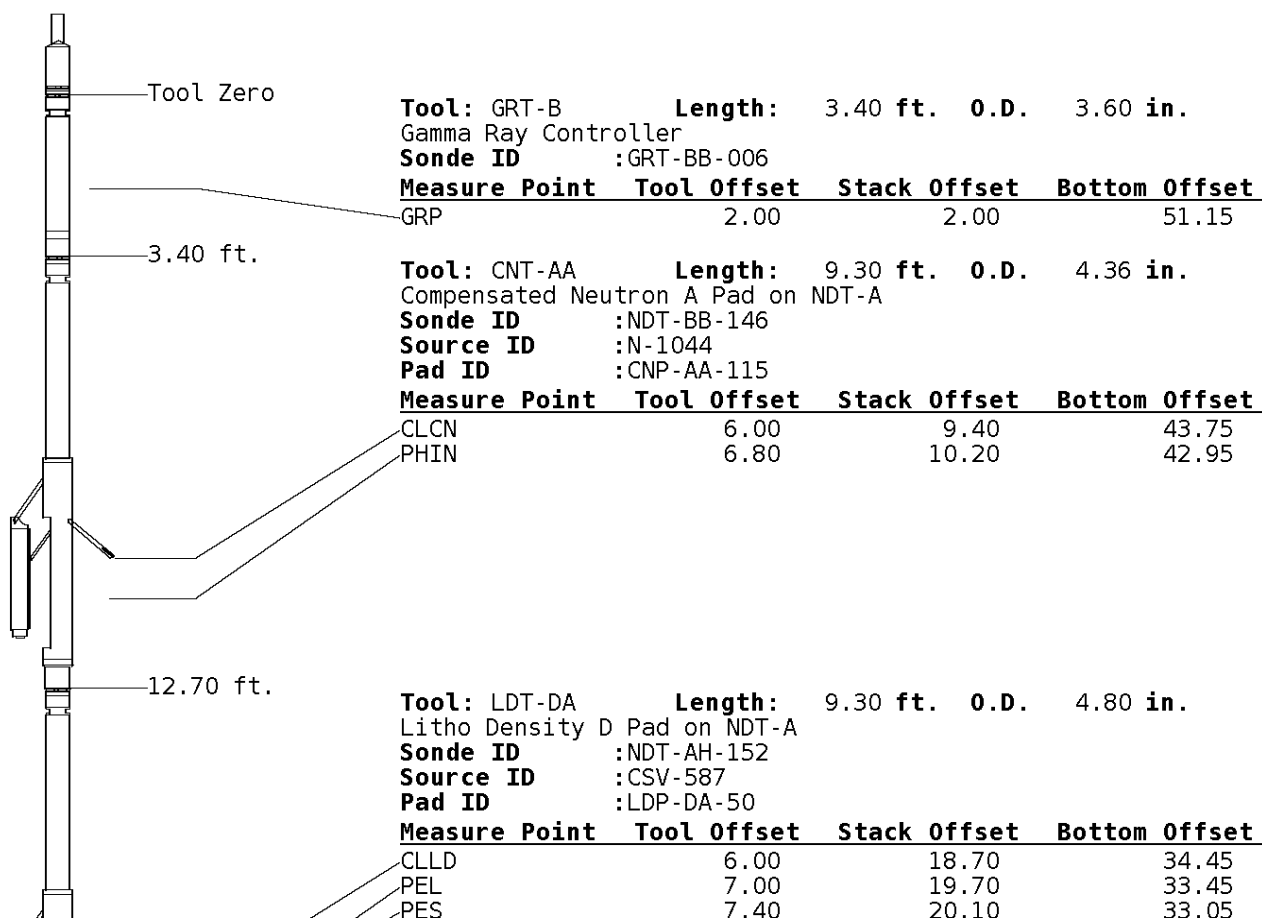 Tool Zero
Tool: GRT-B Length: 3.40 ft. O.D. 3.60 in.
Gamma Ray Controller
Sonde ID :GRT-BB-006
Measure Point Tool Offset Stack Offset Bottom Offset
GRP 2.00 2.00 51.15
3.40 ft.
Tool: CNT-AA Length: 9.30 ft. O.D. 4.36 in.
Compensated Neutron A Pad on NDT-A
Sonde ID :NDT-BB-146
Source ID :N-1044
Pad ID :CNP-AA-115
Measure Point Tool Offset Stack Offset Bottom Offset
CLCN 6.00 9.40 43.75
PHIN 6.80 10.20 42.95
12.70 ft.
Tool: LDT-DA Length: 9.30 ft. O.D. 4.80 in.
Litho Density D Pad on NDT-A
Sonde ID :NDT-AH-152
Source ID :CSV-587
Pad ID :LDP-DA-50
Measure Point Tool Offset Stack Offset Bottom Offset
CLLD 6.00 18.70 34.45
PEL 7.00 19.70 33.45
PES 7.40 20.10 33.05